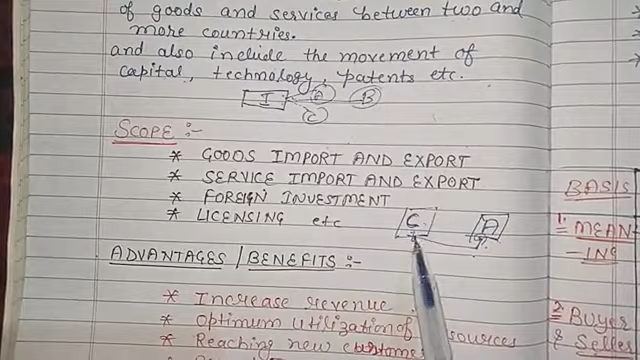 of goods and services between two and
more countries.
and also include the movement of
capital, technology, patents etc.
I A B
C
SCOPE :-
* GOODS IMPORT AND EXPORT
* SERVICE IMPORT AND EXPORT
* FOREIGN INVESTMENT
* LICENSING etc
C A
ADVANTAGES / BENEFITS :-
* Increase revenue
* Optimum utilization of sources
* Reaching new custome
BASIS
1. MEAN
- ING
2. BUYER
& Selle